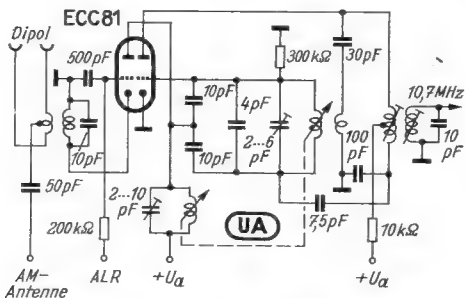 ECC81
Dipol
500pF
300kΩ
30pF
10,7MHz
10pF
4pF
2...6
pF
10pF
10pF
100
pF
10
pF
50pF
2...10
pF
7,5pF
UA
200kΩ
10kΩ
AM-
Antenne
ALR
+Ua
+Ua